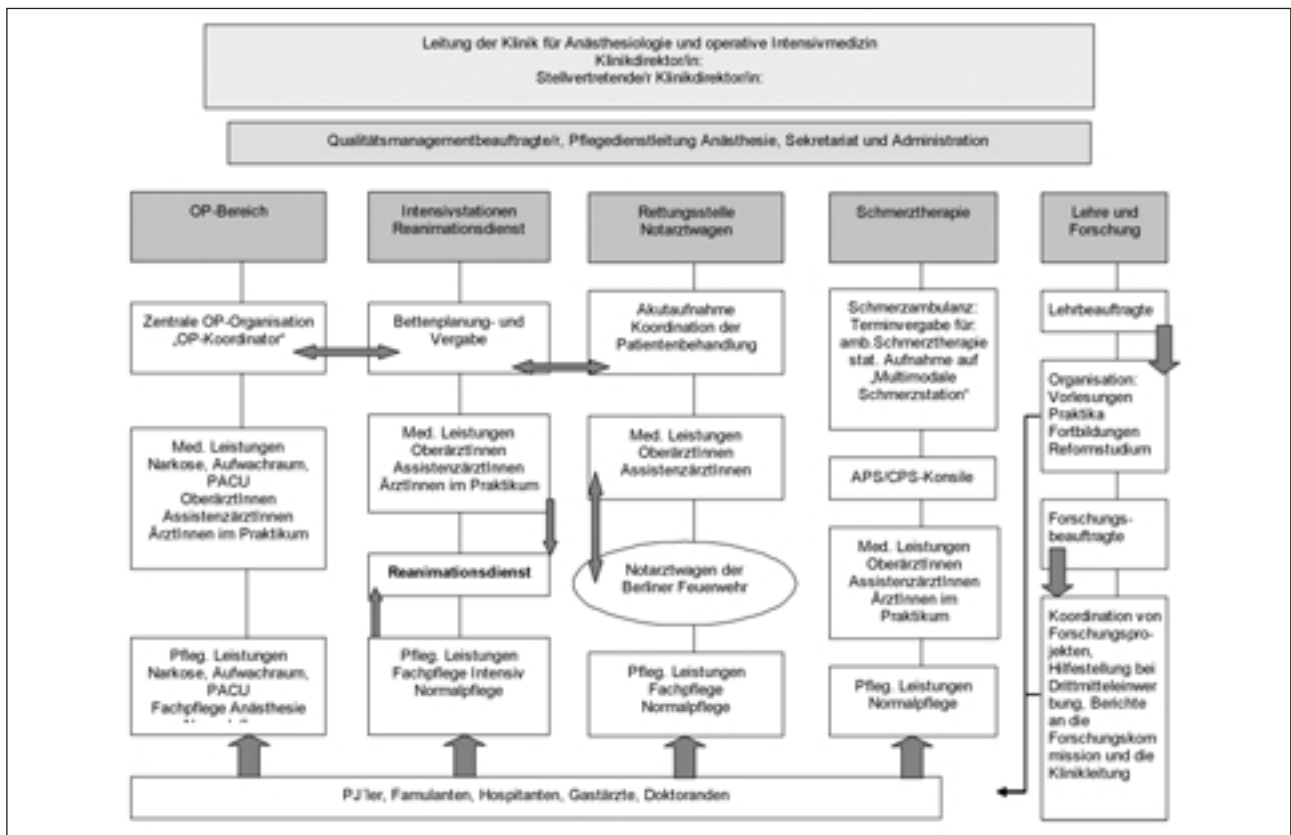 Leitung der Klinik für Anästhesiologie und operative Intensivmedizin
Klinikdirektor/in:
Stellvertretende/r Klinikdirektor/in:
Qualitätsmanagementbeauftragte/r, Pflegedienstleitung Anästhesie, Sekretariat und Administration
OP-Bereich
Zentrale OP-Organisation
„OP-Koordinator“
Med. Leistungen
Narkose, Aufwachraum,
PACU
OberärztInnen
AssistenzärztInnen
ÄrztInnen im Praktikum
Pfleg. Leistungen
Narkose, Aufwachraum,
PACU
Fachpflege Anästhesie
Intensivstationen
Reanimationsdienst
Bettenplanung- und
Vergabe
Med. Leistungen
OberärztInnen
AssistenzärztInnen
ÄrztInnen im Praktikum
Reanimationsdienst
Pfleg. Leistungen
Fachpflege Intensiv
Normalpflege
Rettungsstelle
Notarztwagen
Akutaufnahme
Koordination der
Patientenbehandlung
Med. Leistungen
OberärztInnen
AssistenzärztInnen
Notarztwagen der
Berliner Feuerwehr
Pfleg. Leistungen
Fachpflege
Normalpflege
Schmerztherapie
Schmerzambulanz:
Terminvergabe für:
amb.Schmerztherapie
stat. Aufnahme auf
„Multimodale
Schmerzstation“
APS/CPS-Konsile
Med. Leistungen
OberärztInnen
AssistenzärztInnen
ÄrztInnen im
Praktikum
Pfleg. Leistungen
Normalpflege
Lehre und
Forschung
Lehrbeauftragte
Organisation:
Vorlesungen
Praktika
Fortbildungen
Reformstudium
Forschungs-
beauftragte
Koordination von
Forschungspro-
jekten,
Hilfestellung bei
Drittmitteleinwer
bung, Berichte
an die
Forschungskom
mission und die
Klinikleitung
PJ´ler, Famulanten, Hospitanten, Gastärzte, Doktoranden